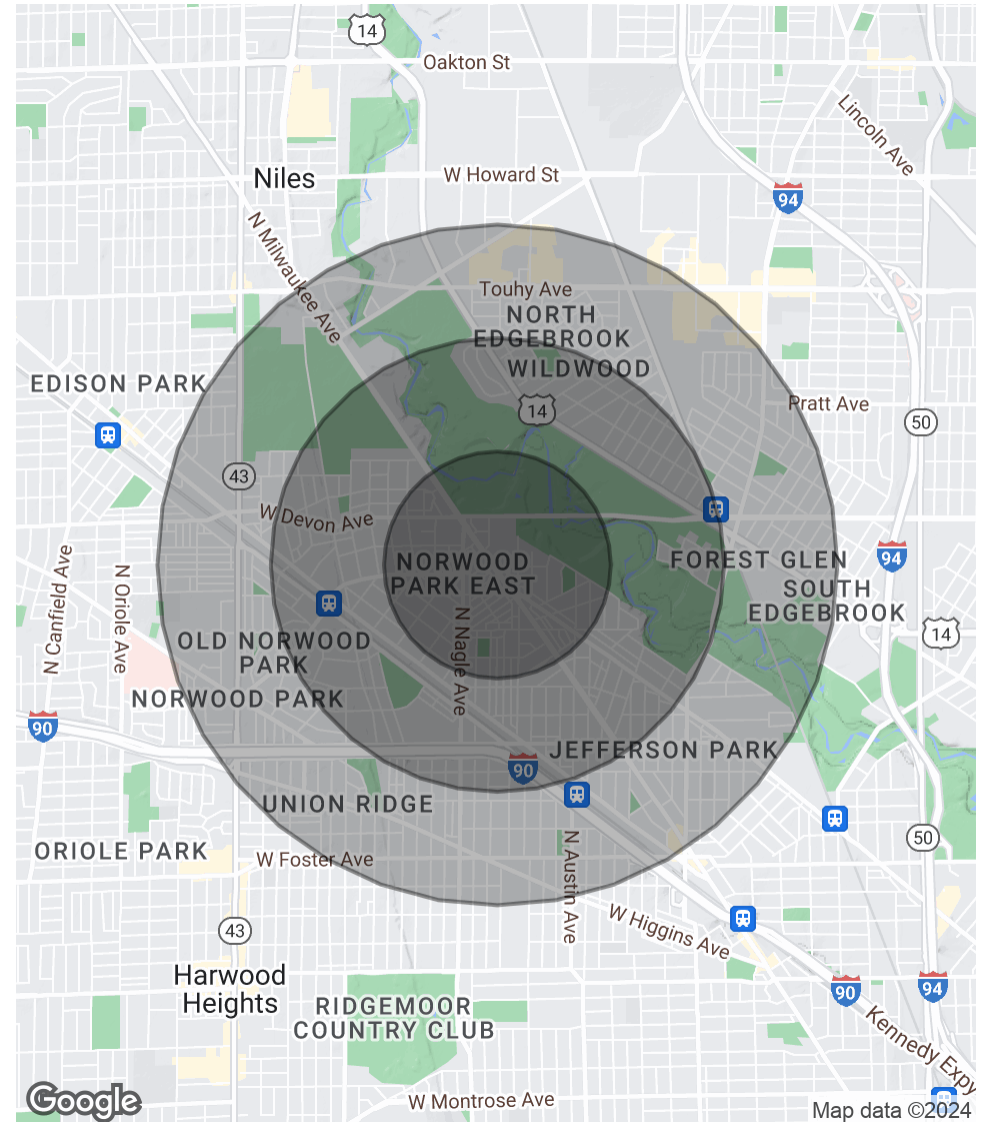 14
Oakton St
Lincoln Ave
W Howard St
Niles
94
N Milwaukee Ave
Touhy Ave
NORTH
EDGEBROOK
WILDWOOD
EDISON PARK
14
Pratt Ave
50
43
W Devon Ave
NORWOOD
PARK EAST
FOREST GLEN
94
SOUTH
EDGEBROOK
N Canfield Ave
N Oriole Ave
N Nagle Ave
14
OLD NORWOOD
PARK
NORWOOD PARK
90
JEFFERSON PARK
90
UNION RIDGE
ORIOLE PARK
W Foster Ave
50
N Austin Ave
W Higgins Ave
43
Harwood
Heights
90
94
RIDGEMOOR
COUNTRY CLUB
Kennedy Expy
Google
W Montrose Ave
Map data ©2024